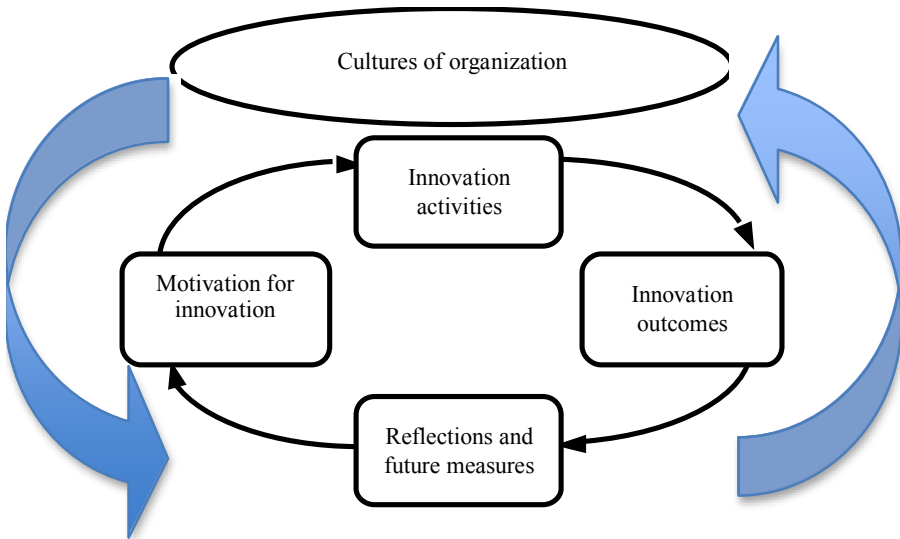 Cultures of organization
Innovation
activities
Motivation for
innovation
Innovation
outcomes
Reflections and
future measures